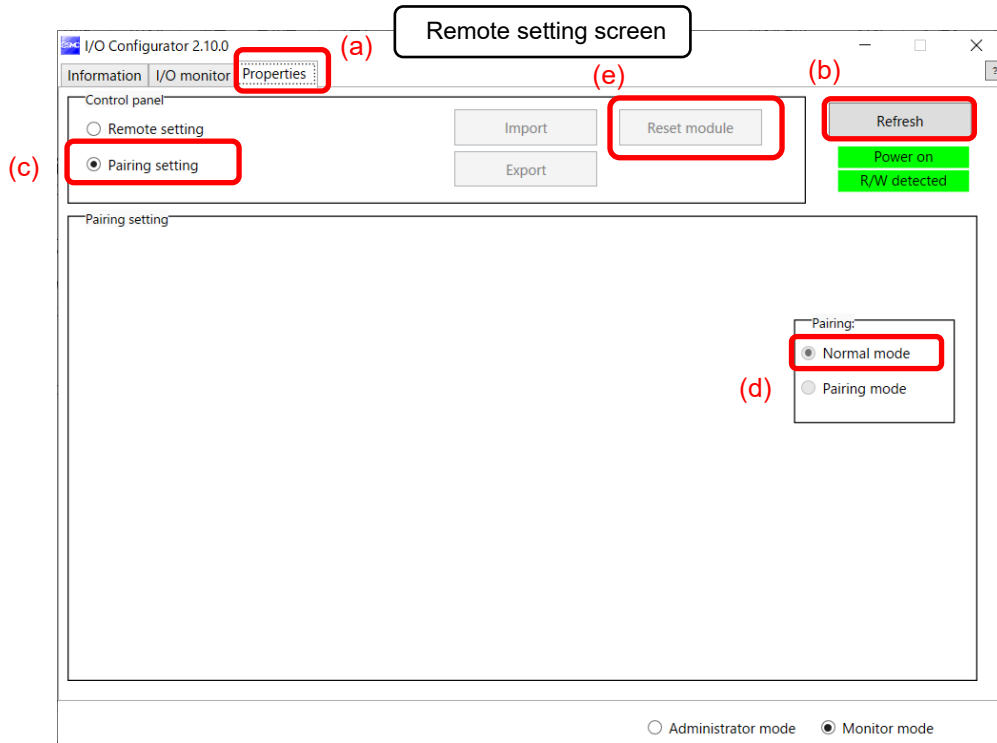 Remote setting screen
SMC I/O Configurator 2.10.0
(a)
Information I/O monitor Properties
(e)
(b)
?
Control panel
Remote setting
Import
Reset module
Refresh
(c)
Pairing setting
Export
Power on
R/W detected
Pairing setting
Pairing:
Normal mode
(d)
Pairing mode
Administrator mode Monitor mode